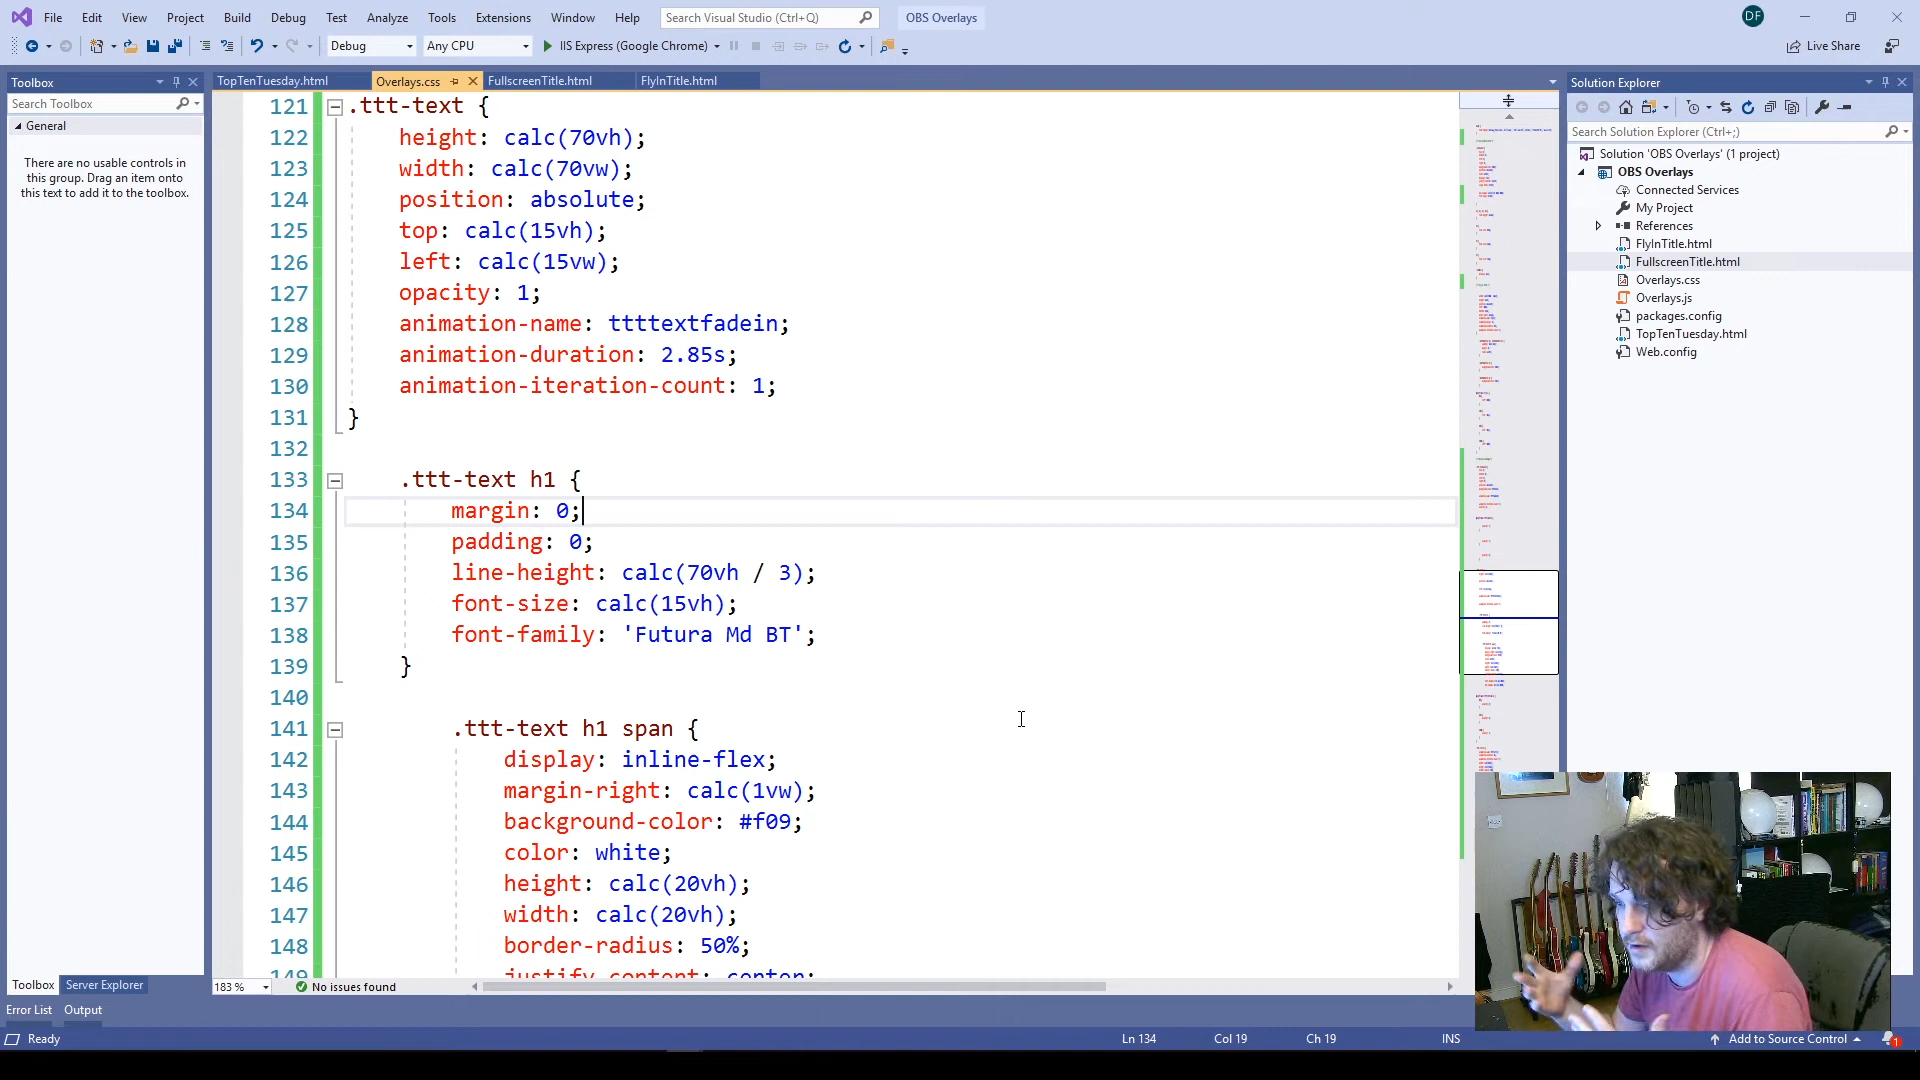 File Edit View Project Build Debug Test Analyze Tools Extensions Window Help Search Visual Studio (Ctrl+Q) OBS Overlays DF
Debug Any CPU IIS Express (Google Chrome) Live Share
Toolbox
Search Toolbox
General
There are no usable controls in
this group. Drag an item onto
this text to add it to the toolbox.
TopTenTuesday.html Overlays.css FullscreenTitle.html FlyInTitle.html
121 .ttt-text {
122 height: calc(70vh);
123 width: calc(70vw);
124 position: absolute;
125 top: calc(15vh);
126 left: calc(15vw);
127 opacity: 1;
128 animation-name: ttttextfadein;
129 animation-duration: 2.85s;
130 animation-iteration-count: 1;
131 }
132
133 .ttt-text h1 {
134 margin: 0;
135 padding: 0;
136 line-height: calc(70vh / 3);
137 font-size: calc(15vh);
138 font-family: 'Futura Md BT';
139 }
140
141 .ttt-text h1 span {
142 display: inline-flex;
143 margin-right: calc(1vw);
144 background-color: #f09;
145 color: white;
146 height: calc(20vh);
147 width: calc(20vh);
148 border-radius: 50%;
149 justify-content: center;
183 % No issues found
Solution Explorer
Search Solution Explorer (Ctrl+;)
Solution 'OBS Overlays' (1 project)
OBS Overlays
Connected Services
My Project
References
FlyInTitle.html
FullscreenTitle.html
Overlays.css
Overlays.js
packages.config
TopTenTuesday.html
Web.config
Toolbox Server Explorer
Error List Output
Ready Ln 134 Col 19 Ch 19 INS Add to Source Control 1